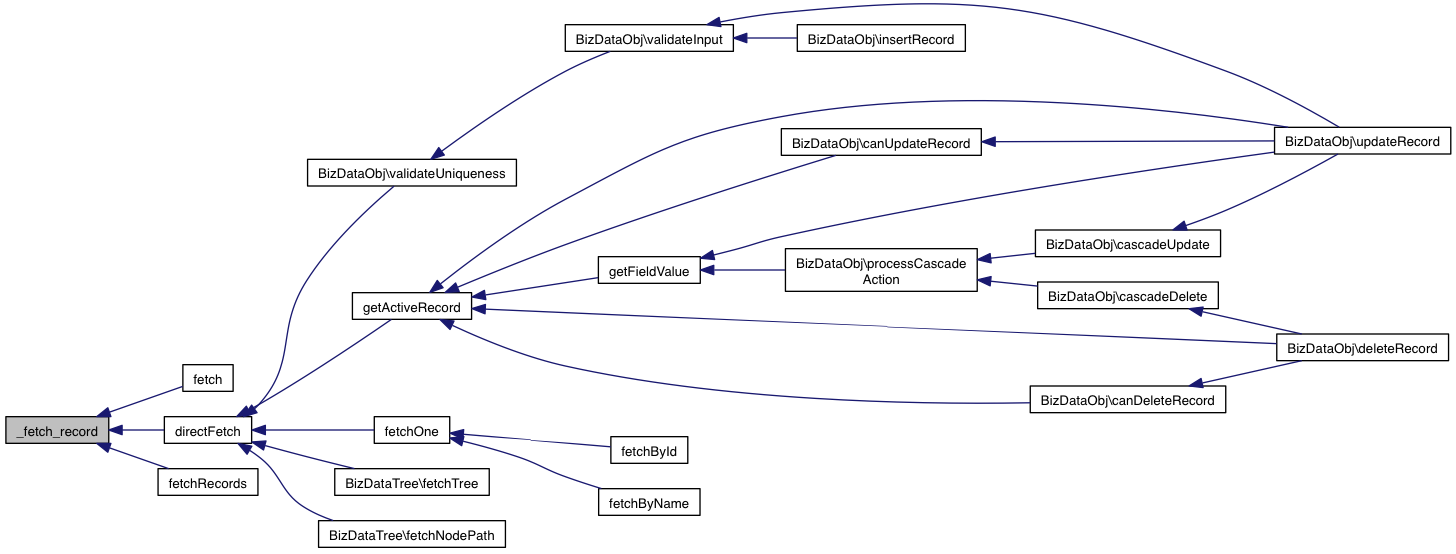 BizDataObj\validateInput
BizDataObj\insertRecord
BizDataObj\canUpdateRecord
BizDataObj\updateRecord
BizDataObj\validateUniqueness
BizDataObj\cascadeUpdate
getFieldValue
BizDataObj\processCascade
Action
BizDataObj\cascadeDelete
getActiveRecord
BizDataObj\deleteRecord
fetch
BizDataObj\canDeleteRecord
_fetch_record
directFetch
fetchOne
fetchById
fetchRecords
BizDataTree\fetchTree
fetchByName
BizDataTree\fetchNodePath